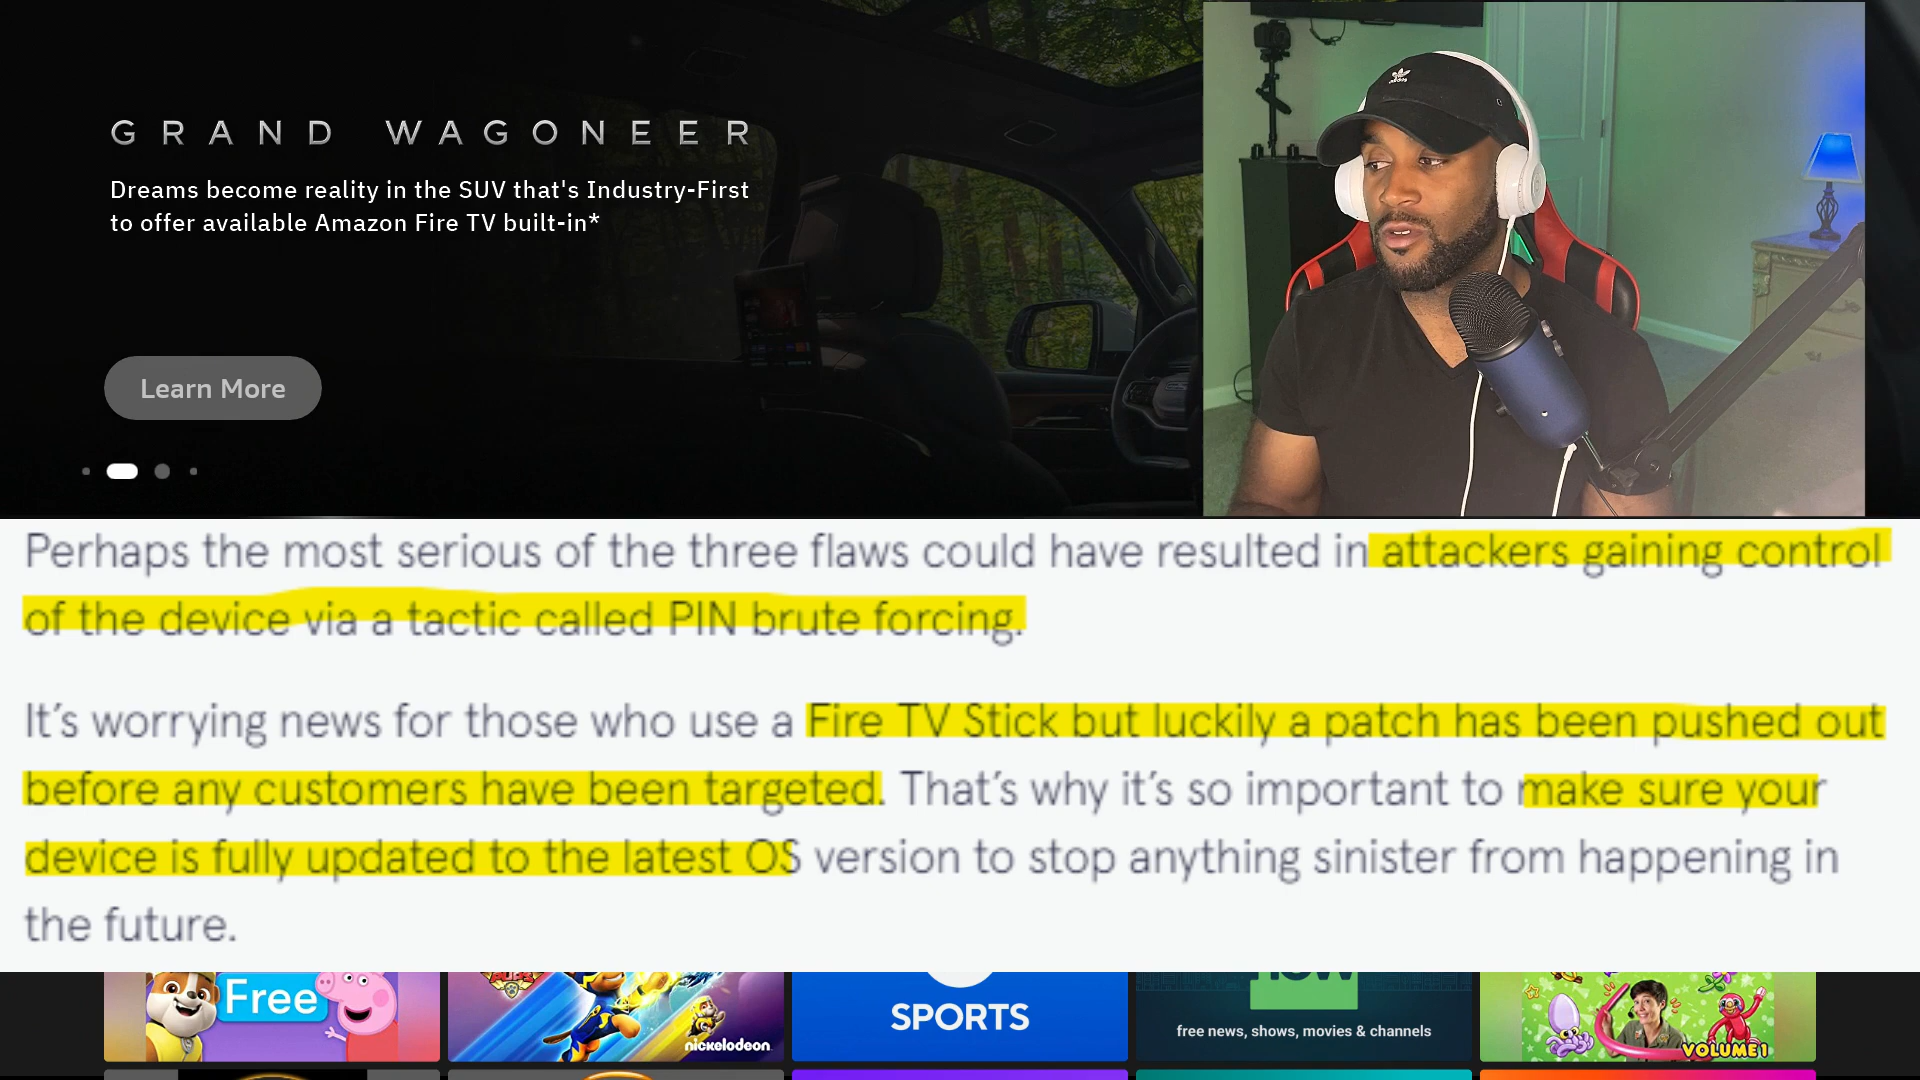 GRAND WAGONEER
Dreams become reality in the SUV that's Industry-First
to offer available Amazon Fire TV built-in*
Learn More
adidas
Perhaps the most serious of the three flaws could have resulted in attackers gaining control
of the device via a tactic called PIN brute forcing.
It's worrying news for those who use a Fire TV Stick but luckily a patch has been pushed out
before any customers have been targeted. That's why it's so important to make sure your
device is fully updated to the latest OS version to stop anything sinister from happening in
the future.
Free
nickelodeon
SPORTS
free news, shows, movies & channels
VOLUME 1